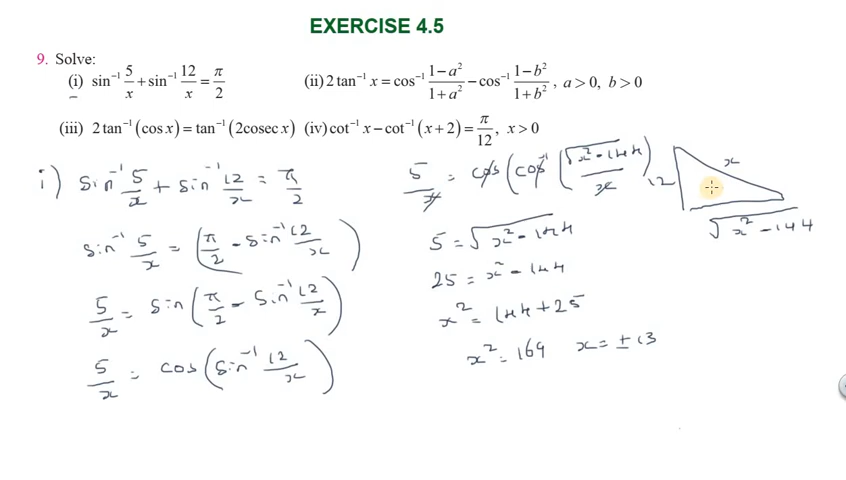 EXERCISE 4.5
9. Solve:
(i) sin⁻¹ 5/x + sin⁻¹ 12/x = π/2
(ii) 2 tan⁻¹ x = cos⁻¹ (1−a²)/(1+a²) − cos⁻¹ (1−b²)/(1+b²), a > 0, b > 0
(iii) 2 tan⁻¹(cos x) = tan⁻¹(2cosec x)
(iv) cot⁻¹ x − cot⁻¹(x+2) = π/12, x > 0
i) sin⁻¹ 5/x + sin⁻¹ 12/x = π/2
sin⁻¹ 5/x = (π/2 − sin⁻¹ 12/x)
5/x = sin(π/2 − sin⁻¹ 12/x)
5/x = cos(sin⁻¹ 12/x)
5/x = cos(cos⁻¹(√(x²−144)/x))
5 = √(x²−144)
25 = x² − 144
x² = 144 + 25
x² = 169 x = ±13
x
12
√(x²−144)